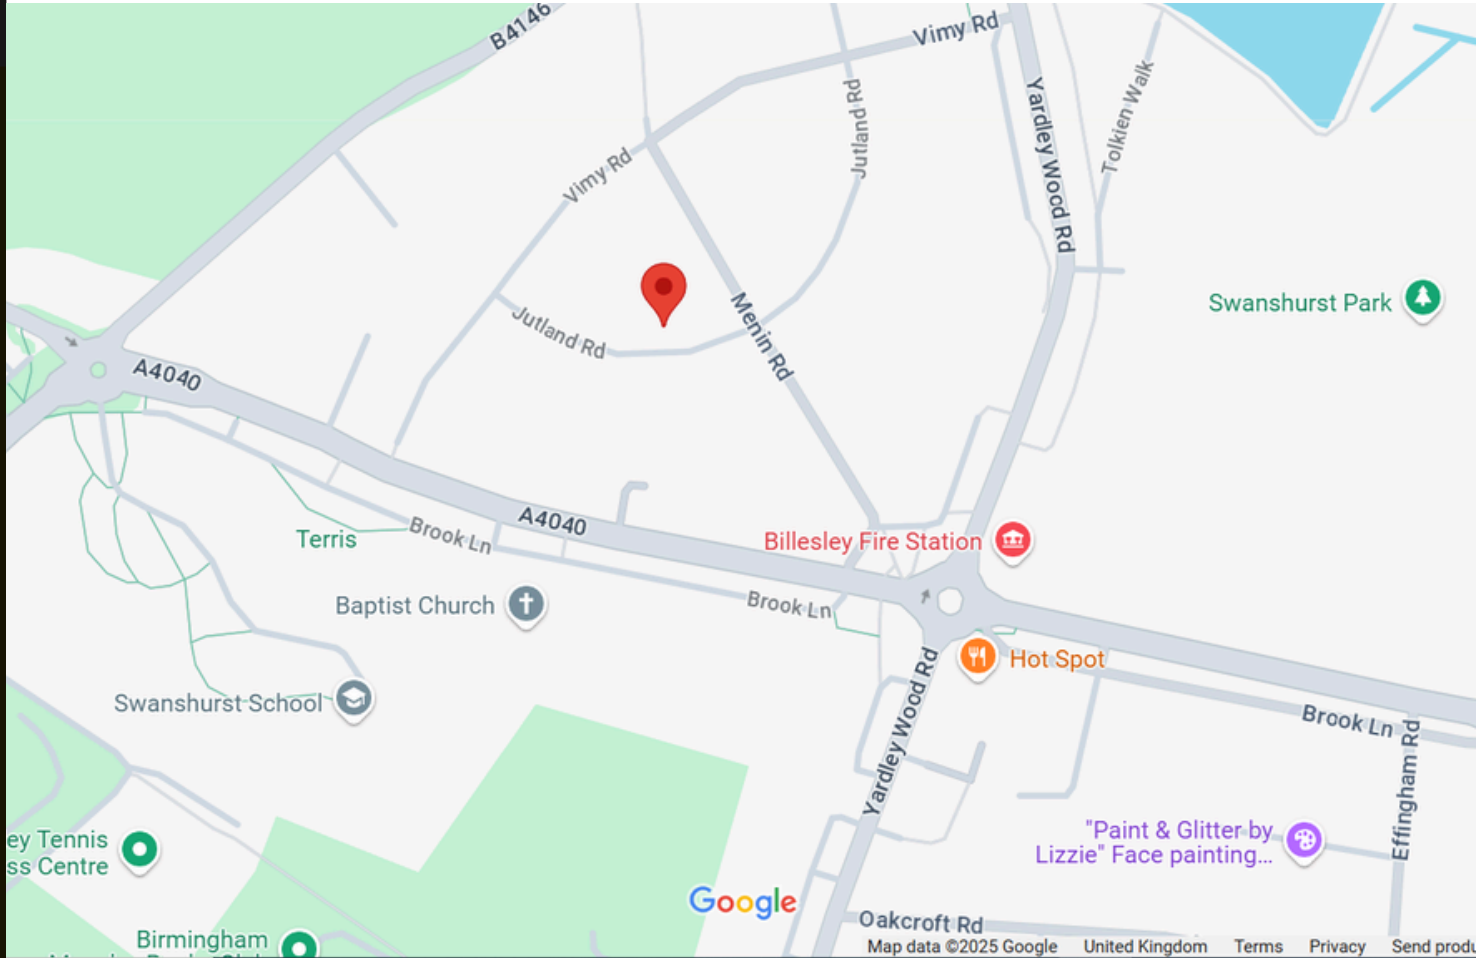 B4146
Vimy Rd
Jutland Rd
Yardley Wood Rd
Tolkien Walk
Vimy Rd
Swanshurst Park
Menin Rd
Jutland Rd
A4040
A4040
Brook Ln
Terris
Billesley Fire Station
Baptist Church
Brook Ln
Hot Spot
Yardley Wood Rd
Swanshurst School
Brook Ln
Effingham Rd
"Paint & Glitter by
Lizzie" Face painting...
ey Tennis
ss Centre
Google
Oakcroft Rd
Birmingham
Map data ©2025 Google
United Kingdom
Terms
Privacy
Send produ